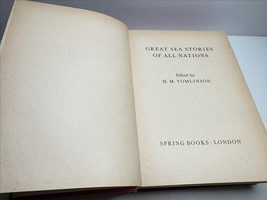 GREAT SEA STORIES
OF ALL NATIONS
Edited by
H. M. TOMLINSON
SPRING BOOKS · LONDON